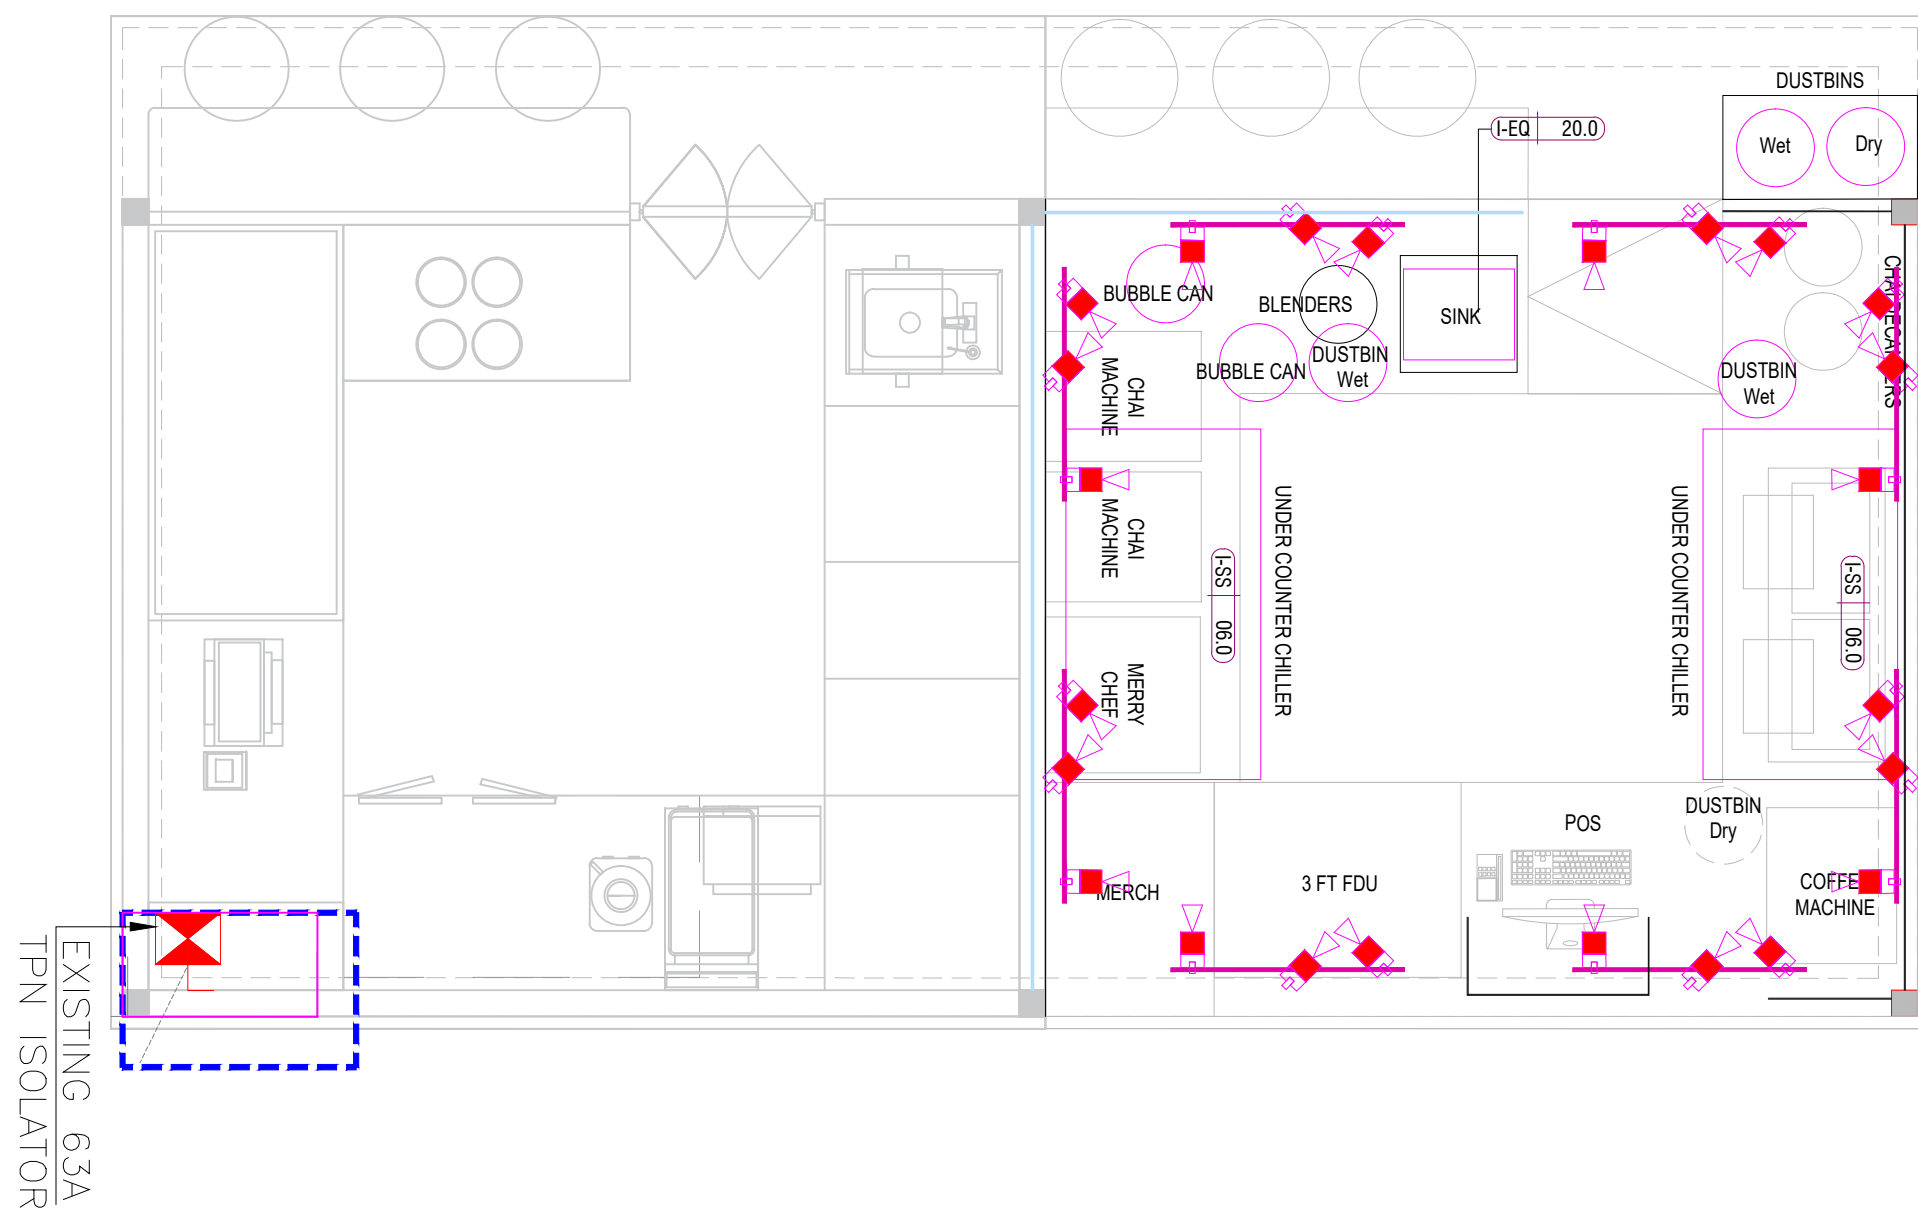 DUSTBINS
I-EQ 20.0
Wet
Dry
BUBBLE CAN
BLENDERS
SINK
BUBBLE CAN
DUSTBIN
Wet
DUSTBIN
Wet
CHAI
MACHINE
CHAI
MACHINE
MERRY
CHEF
I-SS 06.0
UNDER COUNTER CHILLER
UNDER COUNTER CHILLER
I-SS 06.0
MERCH
3 FT FDU
POS
DUSTBIN
Dry
COFFE
MACHINE
EXISTING 63A
TPN ISOLATOR